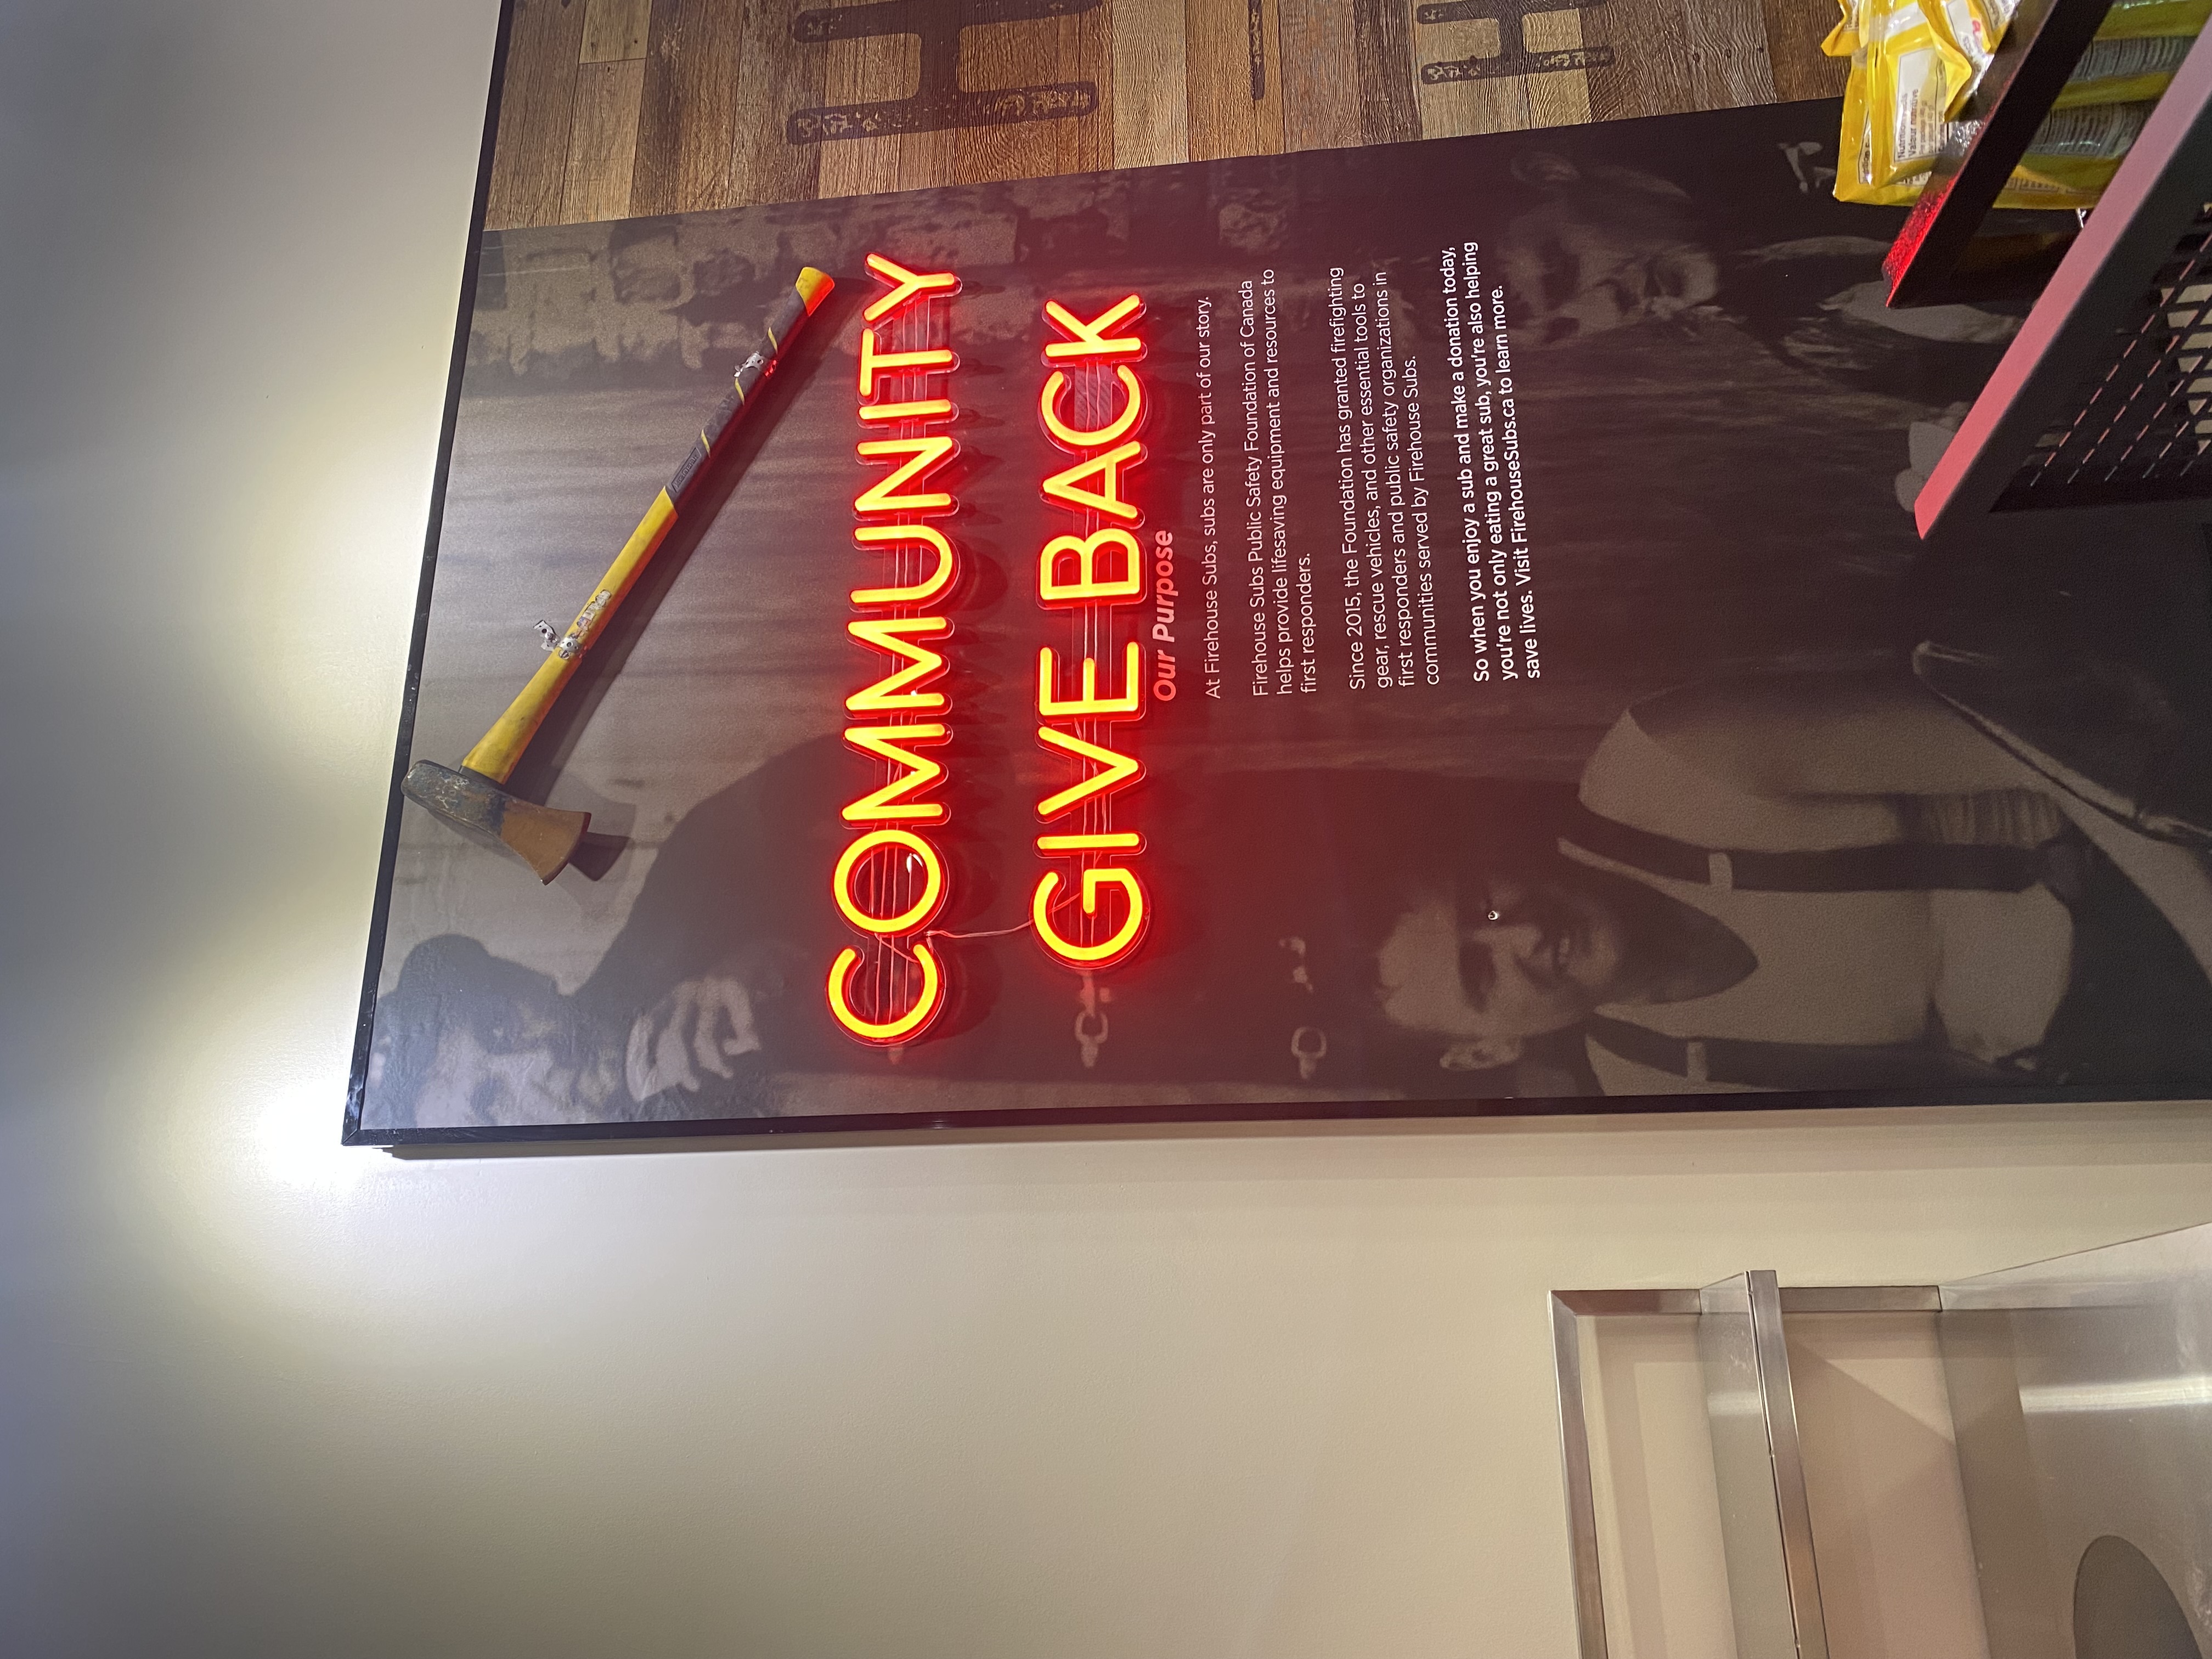 COMMUNITY
GIVE BACK
Our Purpose
At Firehouse Subs, subs are only part of our story.
Firehouse Subs Public Safety Foundation of Canada
helps provide lifesaving equipment and resources to
first responders.
Since 2015, the Foundation has granted firefighting
gear, rescue vehicles, and other essential tools to
first responders and public safety organizations in
communities served by Firehouse Subs.
So when you enjoy a sub and make a donation today,
you're not only eating a great sub, you're also helping
save lives. Visit FirehouseSubs.ca to learn more.
H
H
Nutrition Facts
Valeur nutritive